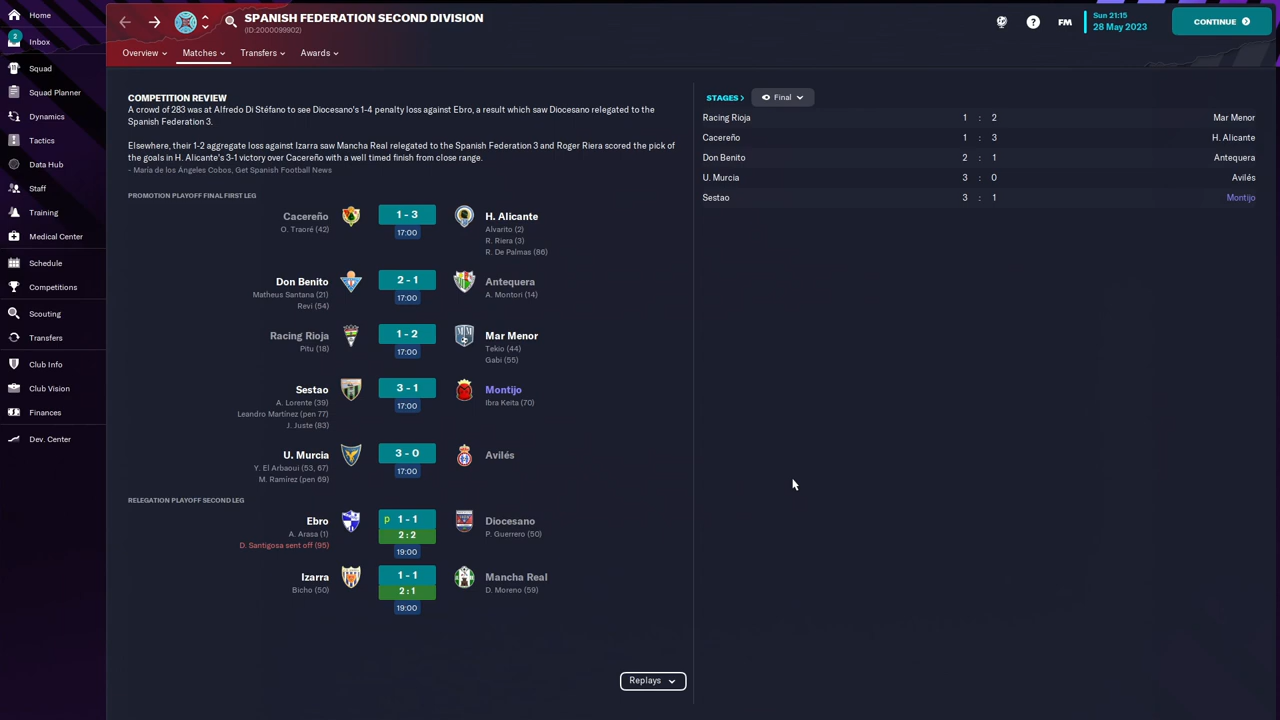 Home
2
Inbox
Squad
Squad Planner
Dynamics
Tactics
Data Hub
Staff
Training
Medical Center
Schedule
Competitions
Scouting
Transfers
Club Info
Club Vision
Finances
Dev. Center
SPANISH FEDERATION SECOND DIVISION
(ID:2000099902)
FM
Sun 21:15
28 May 2023
CONTINUE
Overview Matches Transfers Awards
COMPETITION REVIEW
A crowd of 283 was at Alfredo Di Stéfano to see Diocesano's 1-4 penalty loss against Ebro, a result which saw Diocesano relegated to the
Spanish Federation 3.
Elsewhere, their 1-2 aggregate loss against Izarra saw Mancha Real relegated to the Spanish Federation 3 and Roger Riera scored the pick of
the goals in H. Alicante's 3-1 victory over Cacereño with a well timed finish from close range.
- María de los Ángeles Cobos, Get Spanish Football News
PROMOTION PLAYOFF FINAL FIRST LEG
Cacereño 1 - 3 H. Alicante
O. Traoré (42) 17:00 Alvarito (2)
R. Riera (3)
R. De Palmas (86)
Don Benito 2 - 1 Antequera
Matheus Santana (21) 17:00 A. Montori (14)
Revi (54)
Racing Rioja 1 - 2 Mar Menor
Pitu (18) 17:00 Tekio (44)
Gabi (55)
Sestao 3 - 1 Montijo
A. Lorente (39) 17:00 Ibra Keita (70)
Leandro Martínez (pen 77)
J. Juste (83)
U. Murcia 3 - 0 Avilés
Y. El Arbaoui (53, 67) 17:00
M. Ramírez (pen 69)
RELEGATION PLAYOFF SECOND LEG
Ebro p 1 - 1 Diocesano
A. Arasa (1) 2 : 2 P. Guerrero (50)
D. Santigosa sent off (95) 19:00
Izarra 1 - 1 Mancha Real
Bicho (50) 2 : 1 D. Moreno (59)
19:00
Replays
STAGES Final
Racing Rioja 1 : 2 Mar Menor
Cacereño 1 : 3 H. Alicante
Don Benito 2 : 1 Antequera
U. Murcia 3 : 0 Avilés
Sestao 3 : 1 Montijo